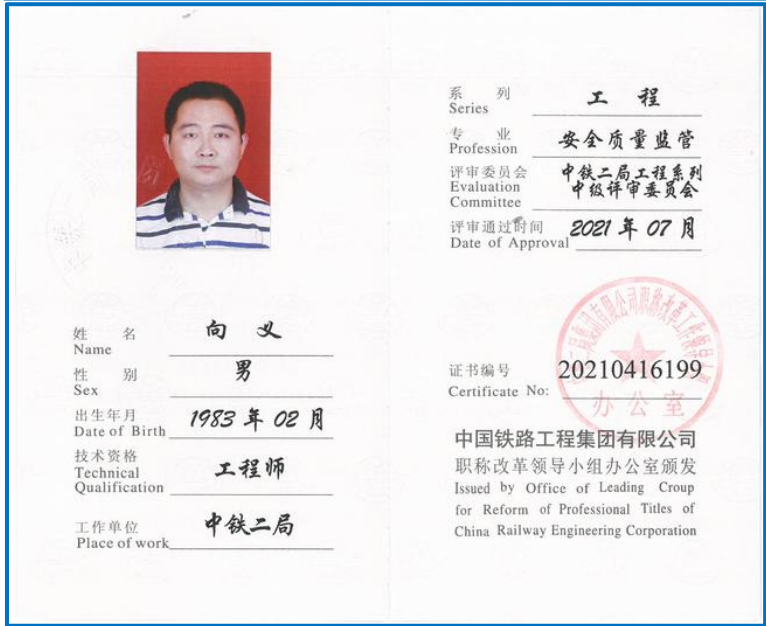 姓 名 向 义
Name
性 别 男
Sex
出生年月 1983 年 02 月
Date of Birth
技术资格 工程师
Technical
Qualification
工作单位 中铁二局
Place of work
系 列 工 程
Series
专 业 安全质量监管
Profession
评审委员会 中铁二局工程系列
Evaluation 中级评审委员会
Committee
评审通过时间 2021 年 07 月
Date of Approval
证书编号 20210416199
Certificate No:
办公室
中国铁路工程集团有限公司
职称改革领导小组办公室颁发
Issued by Office of Leading Croup
for Reform of Professional Titles of
China Railway Engineering Corporation